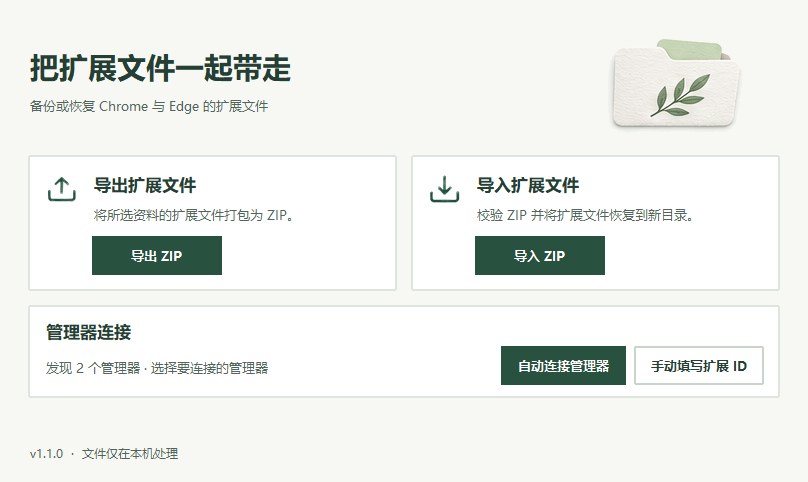 把扩展文件一起带走
备份或恢复 Chrome 与 Edge 的扩展文件
导出扩展文件
将所选资料的扩展文件打包为 ZIP。
导出 ZIP
导入扩展文件
校验 ZIP 并将扩展文件恢复到新目录。
导入 ZIP
管理器连接
发现 2 个管理器 · 选择要连接的管理器
自动连接管理器
手动填写扩展 ID
v1.1.0 · 文件仅在本机处理